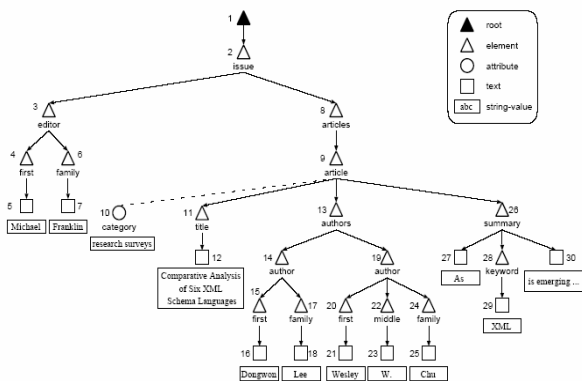 1
root
2
element
issue
attribute
3
8
text
editor
articles
abc
string-value
4
6
9
first
family
article
5
7
10
11
13
26
Michael
Franklin
category
title
authors
summary
research surveys
12
14
19
27
28
30
Comparative Analysis
of Six XML
Schema Languages
author
author
As
keyword
is emerging ...
15
17
20
22
24
29
first
family
first
middle
family
XML
16
18
21
23
25
Dongwon
Lee
Wesley
W.
Chu